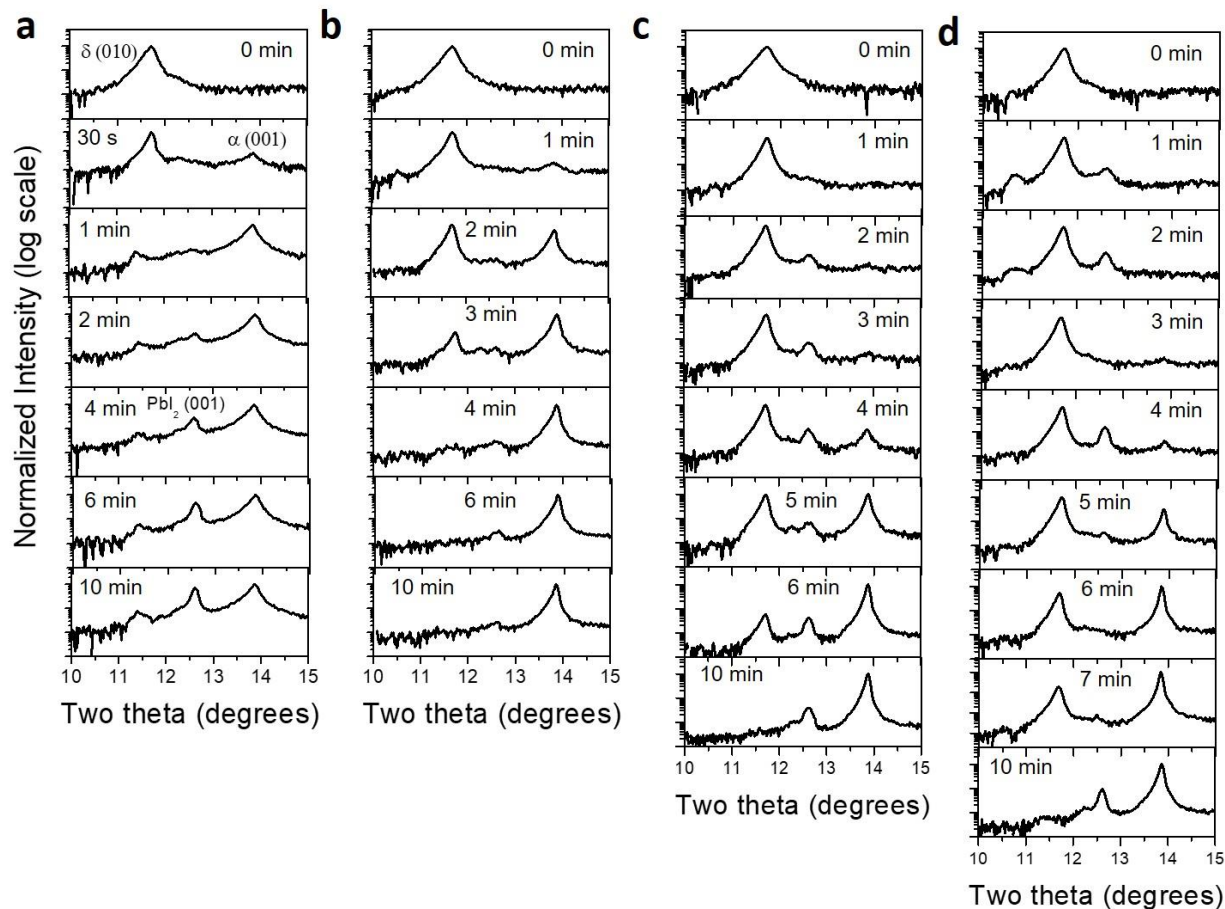 a
δ (010)
0 min
30 s
α (001)
1 min
2 min
4 min
PbI2 (001)
6 min
10 min
10 11 12 13 14 15
Two theta (degrees)
Normalized Intensity (log scale)
b
0 min
1 min
2 min
3 min
4 min
6 min
10 min
10 11 12 13 14 15
Two theta (degrees)
c
0 min
1 min
2 min
3 min
4 min
5 min
6 min
10 min
10 11 12 13 14 15
Two theta (degrees)
d
0 min
1 min
2 min
3 min
4 min
5 min
6 min
7 min
10 min
10 11 12 13 14 15
Two theta (degrees)